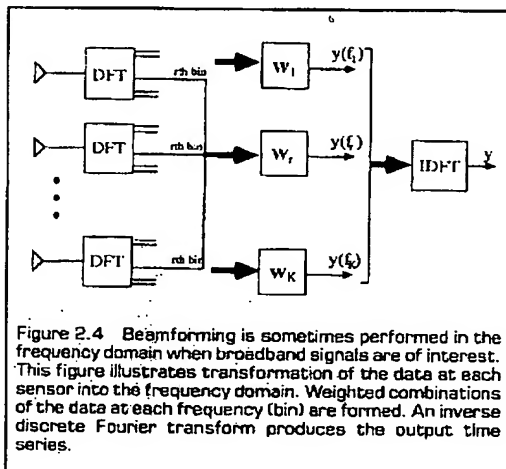 6
DFT
rth bin
W1
y(f1)
DFT
rth bin
Wr
y(fr)
IDFT
y
DFT
rth bin
WK
y(fK)
Figure 2.4 Beamforming is sometimes performed in the
frequency domain when broadband signals are of interest.
This figure illustrates transformation of the data at each
sensor into the frequency domain. Weighted combinations
of the data at each frequency (bin) are formed. An inverse
discrete Fourier transform produces the output time
series.